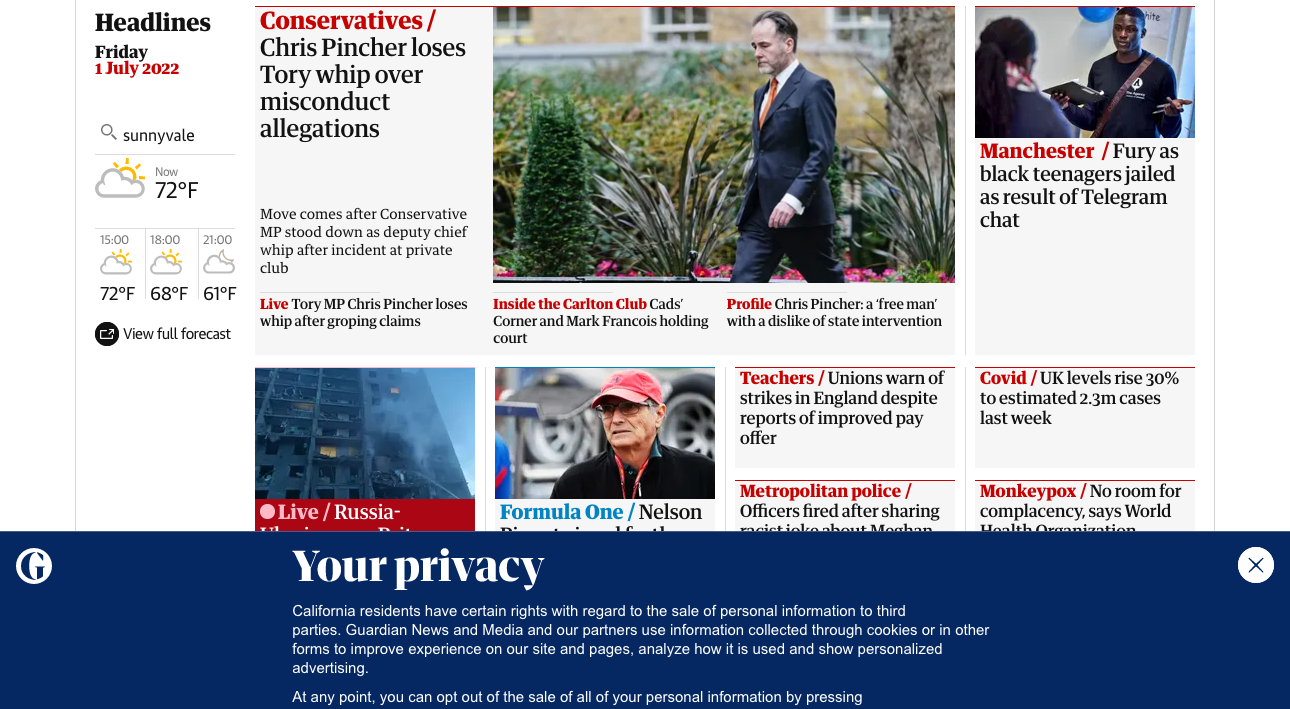 Headlines
Friday
1 July 2022
sunnyvale
Now
72°F
15:00
18:00
21:00
72°F
68°F
61°F
View full forecast
Conservatives /
Chris Pincher loses
Tory whip over
misconduct
allegations
Move comes after Conservative
MP stood down as deputy chief
whip after incident at private
club
Live Tory MP Chris Pincher loses
whip after groping claims
Inside the Carlton Club Cads’
Corner and Mark Francois holding
court
Profile Chris Pincher: a ‘free man’
with a dislike of state intervention
Manchester / Fury as
black teenagers jailed
as result of Telegram
chat
Live / Russia-
Formula One / Nelson
Teachers / Unions warn of
strikes in England despite
reports of improved pay
offer
Metropolitan police /
Officers fired after sharing
racist joke about Meghan
Covid / UK levels rise 30%
to estimated 2.3m cases
last week
Monkeypox / No room for
complacency, says World
Health Organization
Your privacy
California residents have certain rights with regard to the sale of personal information to third
parties. Guardian News and Media and our partners use information collected through cookies or in other
forms to improve experience on our site and pages, analyze how it is used and show personalized
advertising.
At any point, you can opt out of the sale of all of your personal information by pressing